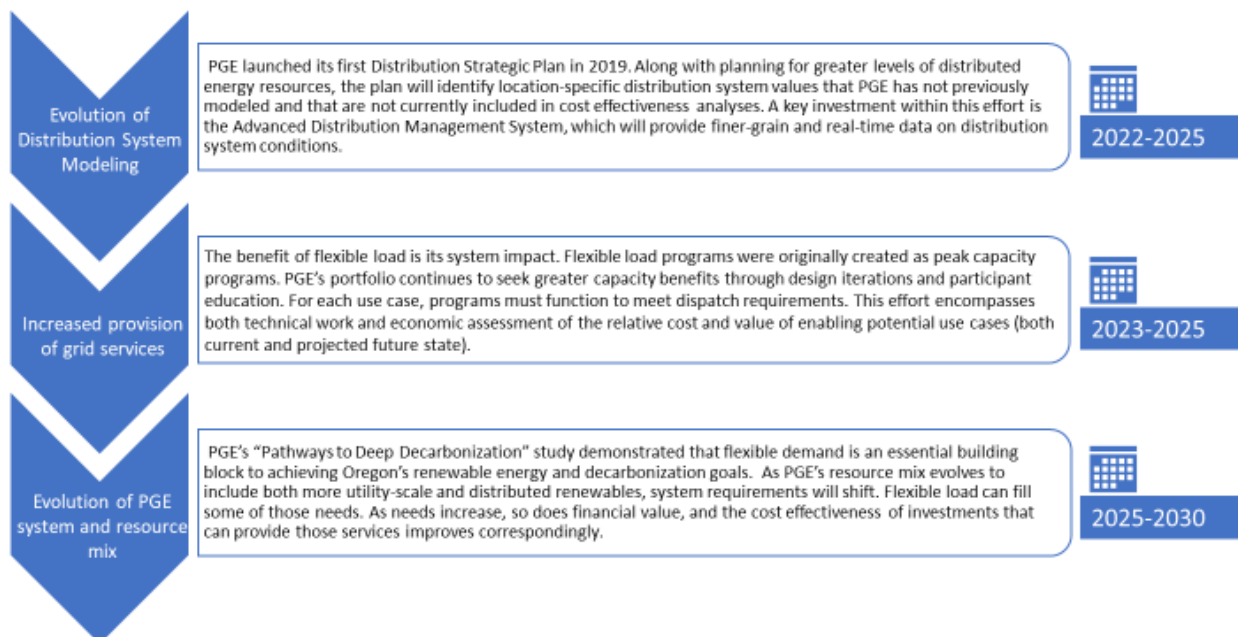 Evolution of
Distribution System
Modeling
PGE launched its first Distribution Strategic Plan in 2019. Along with planning for greater levels of distributed
energy resources, the plan will identify location-specific distribution system values that PGE has not previously
modeled and that are not currently included in cost effectiveness analyses. A key investment within this effort is
the Advanced Distribution Management System, which will provide finer-grain and real-time data on distribution
system conditions.
2022-2025
Increased provision
of grid services
The benefit of flexible load is its system impact. Flexible load programs were originally created as peak capacity
programs. PGE's portfolio continues to seek greater capacity benefits through design iterations and participant
education. For each use case, programs must function to meet dispatch requirements. This effort encompasses
both technical work and economic assessment of the relative cost and value of enabling potential use cases (both
current and projected future state).
2023-2025
Evolution of PGE
system and resource
mix
PGE's “Pathways to Deep Decarbonization” study demonstrated that flexible demand is an essential building
block to achieving Oregon's renewable energy and decarbonization goals.  As PGE's resource mix evolves to
include both more utility-scale and distributed renewables, system requirements will shift. Flexible load can fill
some of those needs. As needs increase, so does financial value, and the cost effectiveness of investments that
can provide those services improves correspondingly.
2025-2030